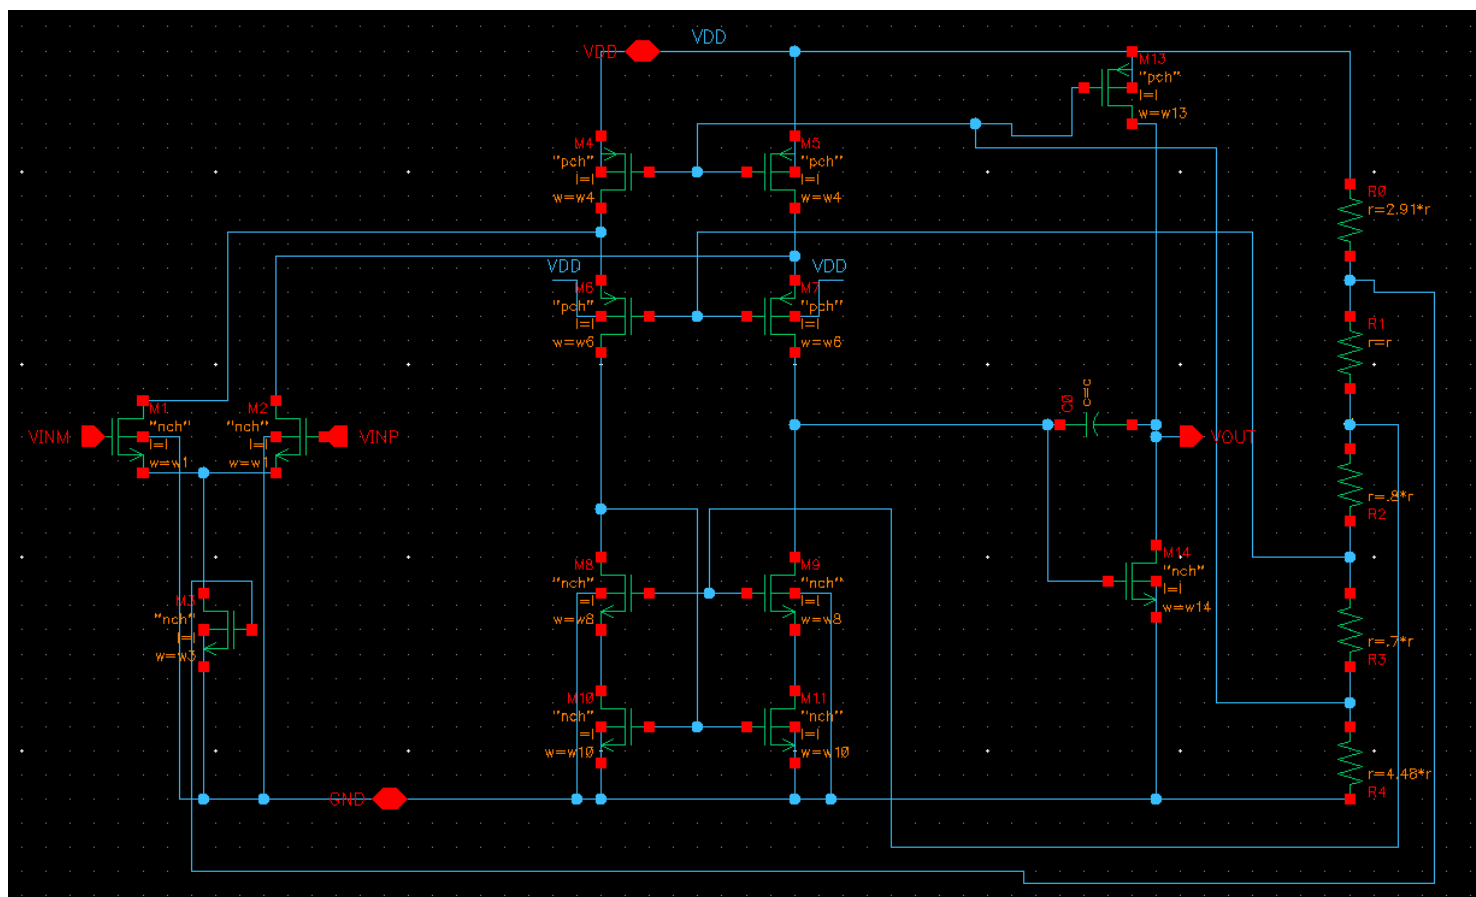 VDD
VDD
M13
"pch"
l=l
w=w13
M4
"pch"
l=l
w=w4
M5
"pch"
l=l
w=w4
R0
r=2.91*r
VDD
VDD
M6
"pch"
l=l
w=w6
M7
"pch"
l=l
w=w6
R1
r=r
C0
c=c
VINM
M1
"nch"
l=l
w=w1
M2
"nch"
l=l
w=w1
VINP
VOUT
r=.8*r
R2
M8
"nch"
l=l
w=w8
M9
"nch"
l=l
w=w8
M14
"nch"
l=l
w=w14
M3
"nch"
l=l
w=w3
r=.7*r
R3
M10
"nch"
l=l
w=w10
M11
"nch"
l=l
w=w10
r=4.48*r
R4
GND